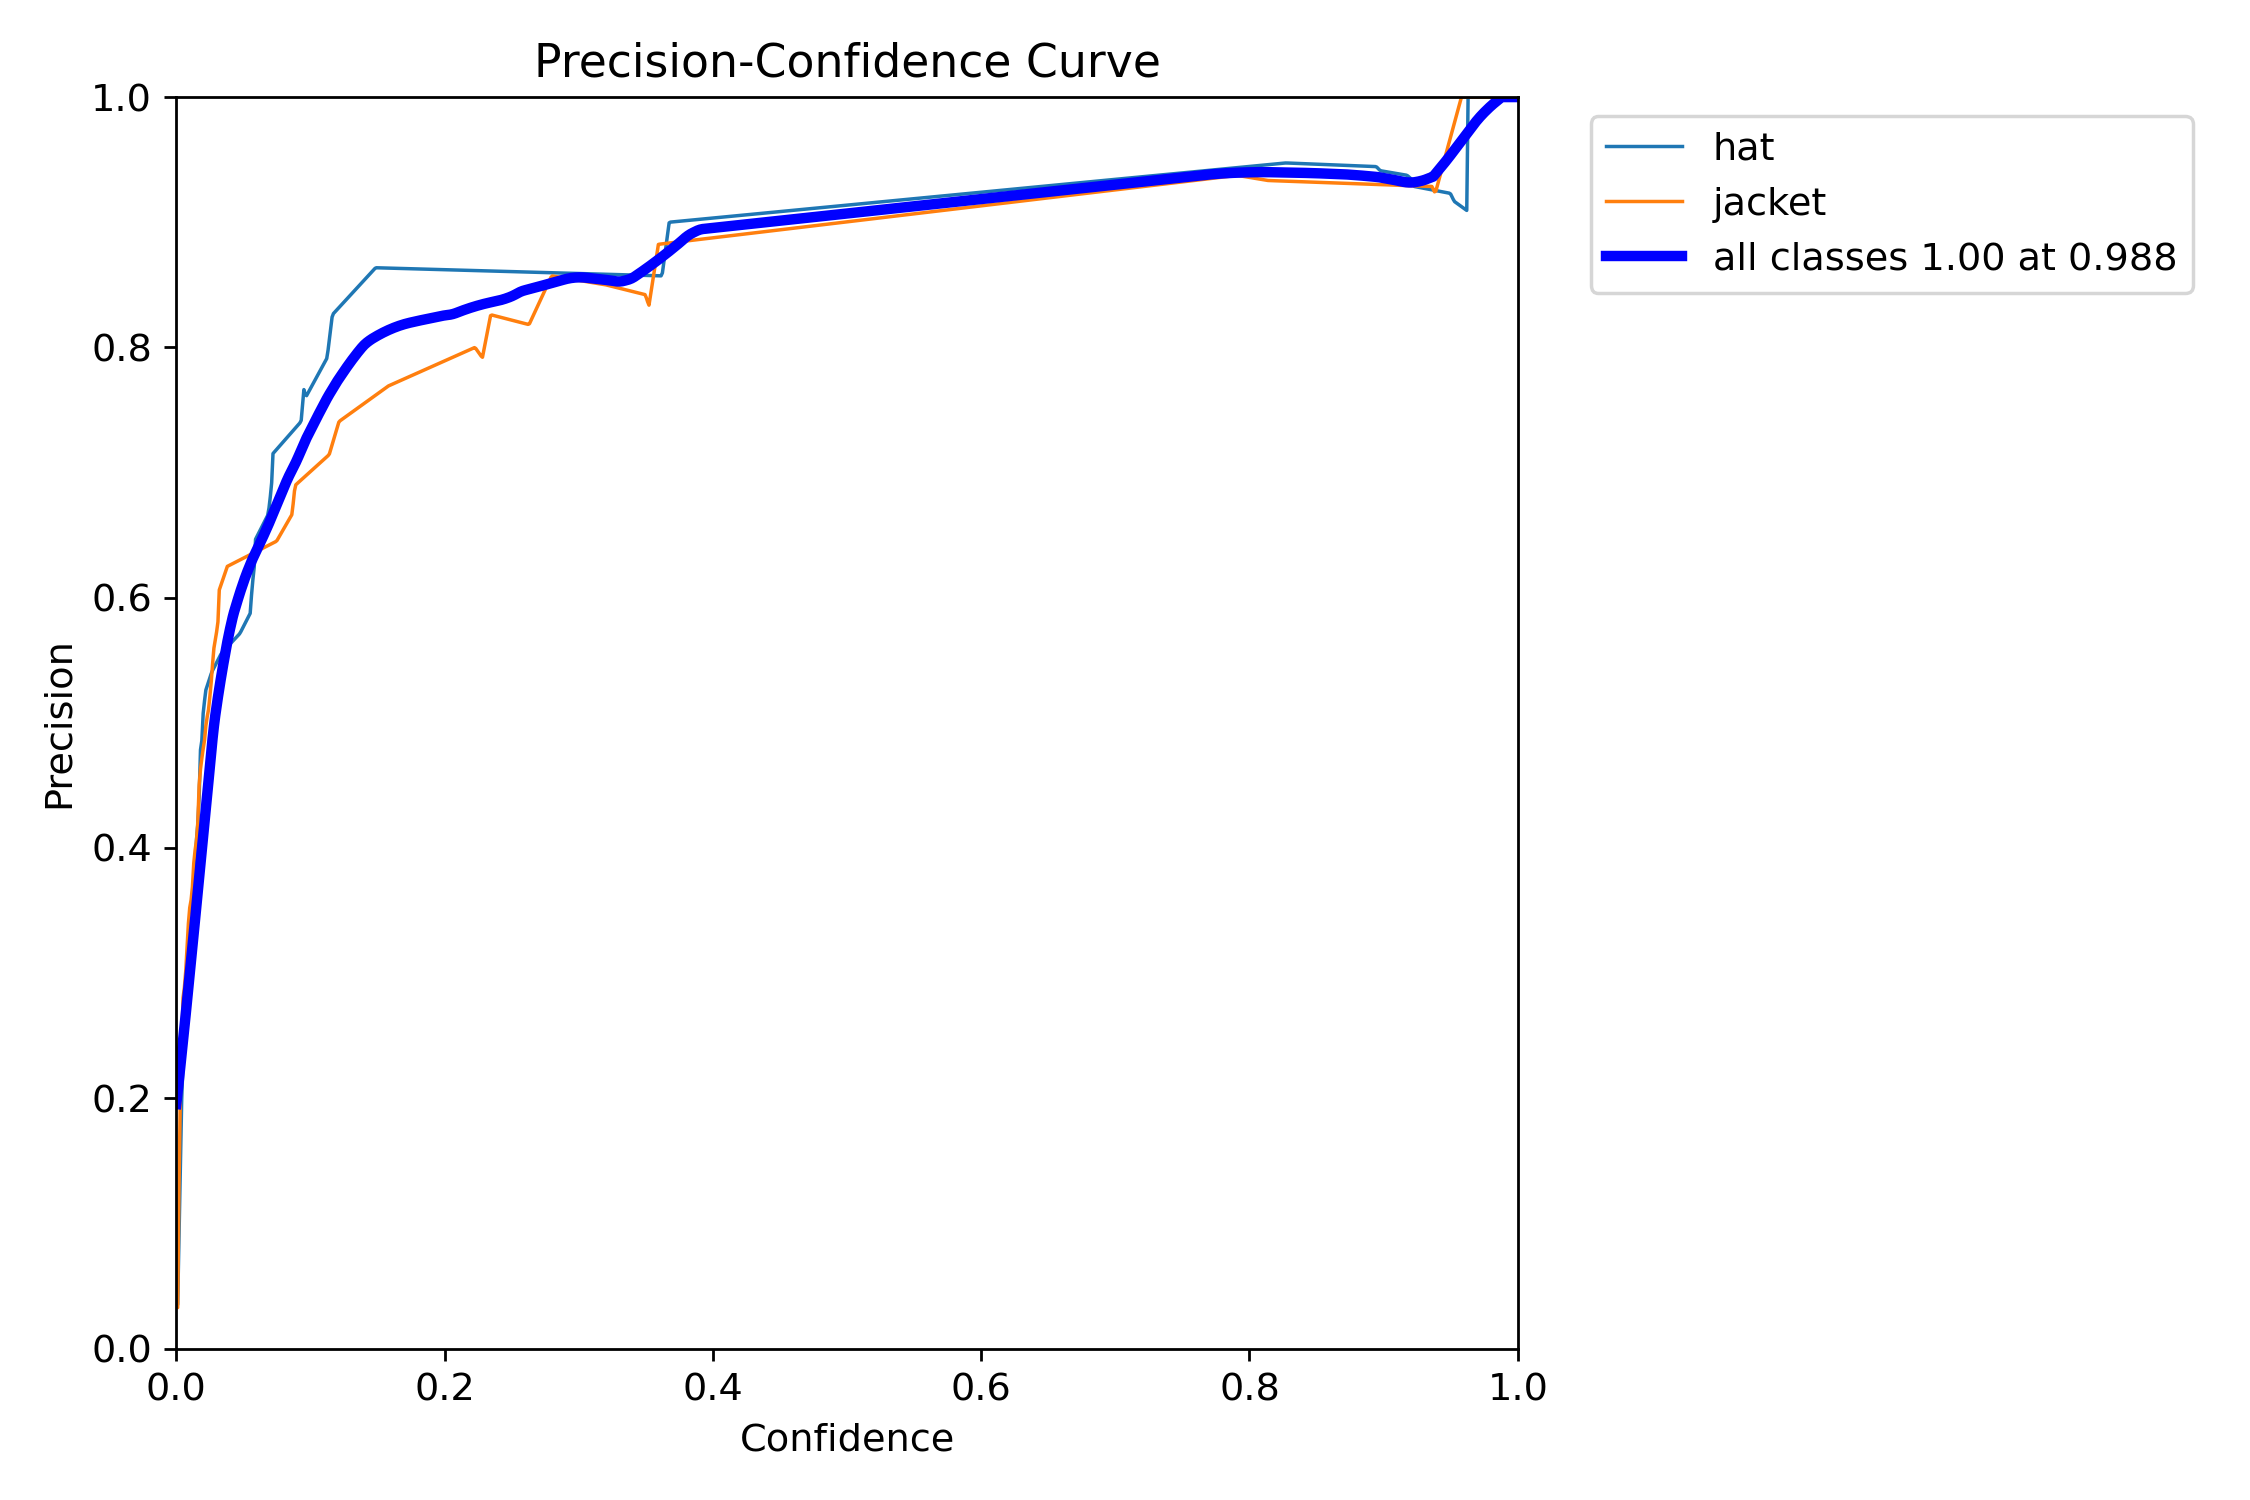 Precision-Confidence Curve
1.0
0.8
0.6
0.4
0.2
0.0
Precision
0.0 0.2 0.4 0.6 0.8 1.0
Confidence
hat
jacket
all classes 1.00 at 0.988